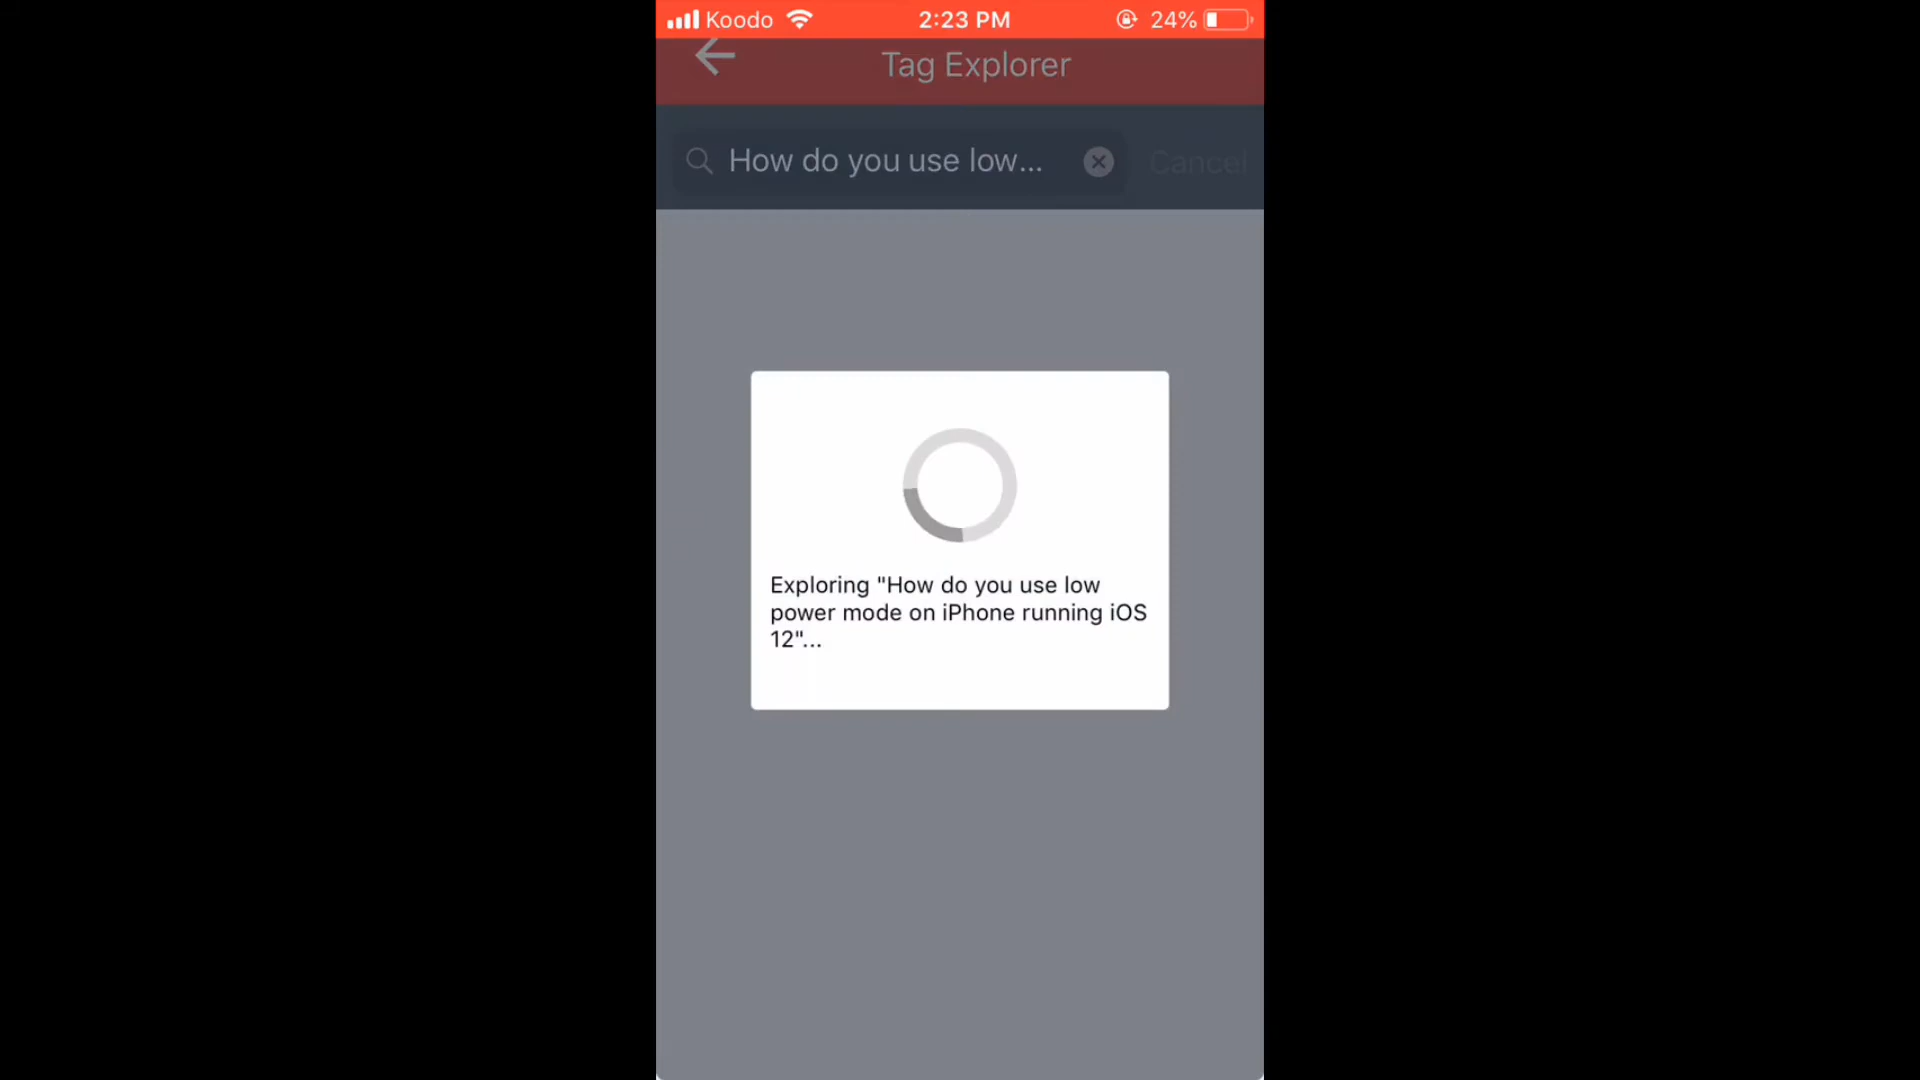 Koodo 2:23 PM 24%
Tag Explorer
How do you use low... Cancel
Exploring "How do you use low
power mode on iPhone running iOS
12"...